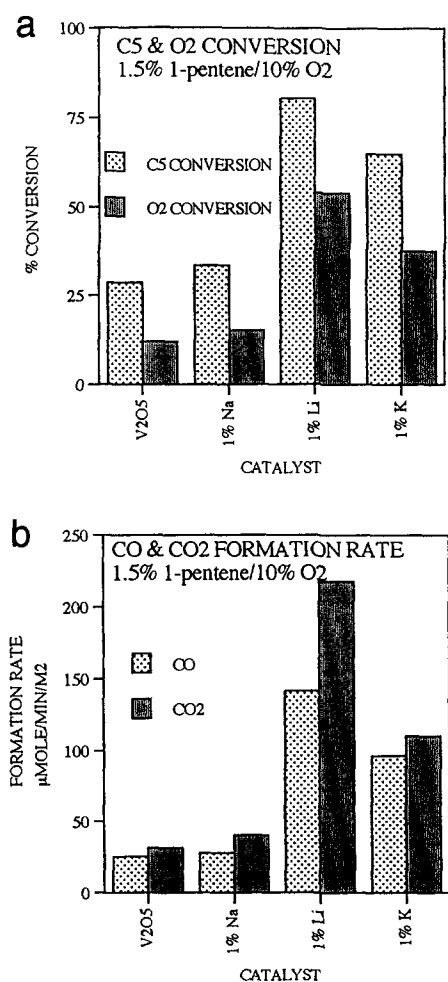 a
C5 & O2 CONVERSION
1.5% 1-pentene/10% O2
C5 CONVERSION
O2 CONVERSION
% CONVERSION
100
75
50
25
0
V2O5
1% Na
1% Li
1% K
CATALYST
b
CO & CO2 FORMATION RATE
1.5% 1-pentene/10% O2
CO
CO2
FORMATION RATE
µMOLE/MIN/M2
250
200
150
100
50
0
V2O5
1% Na
1% Li
1% K
CATALYST